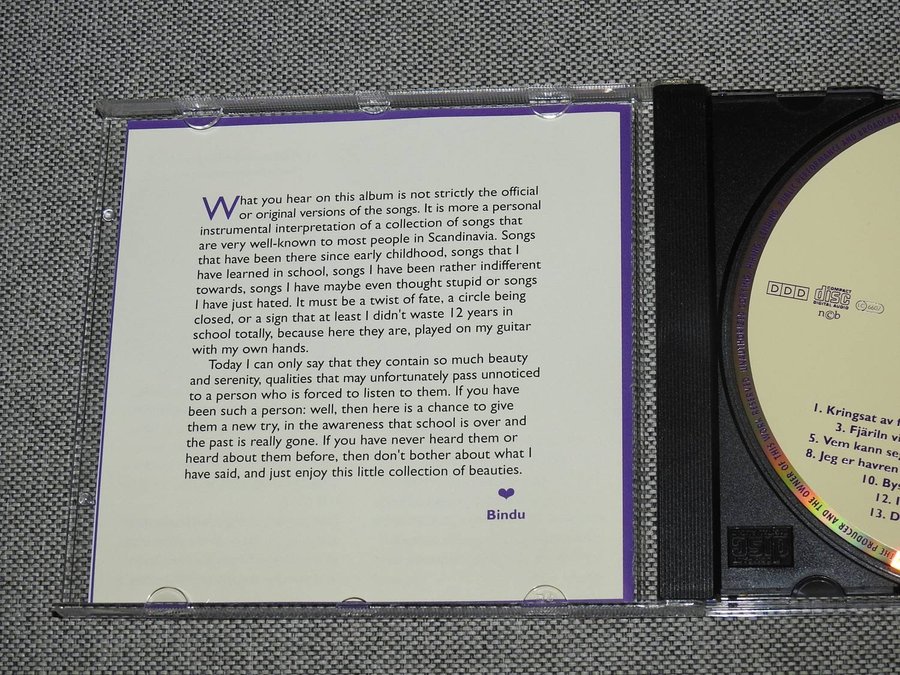 What you hear on this album is not strictly the official
or original versions of the songs. It is more a personal
instrumental interpretation of a collection of songs that
are very well-known to most people in Scandinavia. Songs
that have been there since early childhood, songs that I
have learned in school, songs I have been rather indifferent
towards, songs I have maybe even thought stupid or songs
I have just hated. It must be a twist of fate, a circle being
closed, or a sign that at least I didn't waste 12 years in
school totally, because here they are, played on my guitar
with my own hands.
Today I can only say that they contain so much beauty
and serenity, qualities that may unfortunately pass unnoticed
to a person who is forced to listen to them. If you have
been such a person: well, then here is a chance to give
them a new try, in the awareness that school is over and
the past is really gone. If you have never heard them or
heard about them before, then don't bother about what I
have said, and just enjoy this little collection of beauties.
Bindu
DDD
COMPACT
disc
DIGITAL AUDIO
LC 6607
n©b
1. Kringsat av
3. Fjäriln vi
5. Vem kann se
8. Jeg er havren
10. Bys
12. I
13. D
THE PRODUCER AND THE OWNER OF THIS WORK RESERVED
PERFORMANCE AND BROADCAS